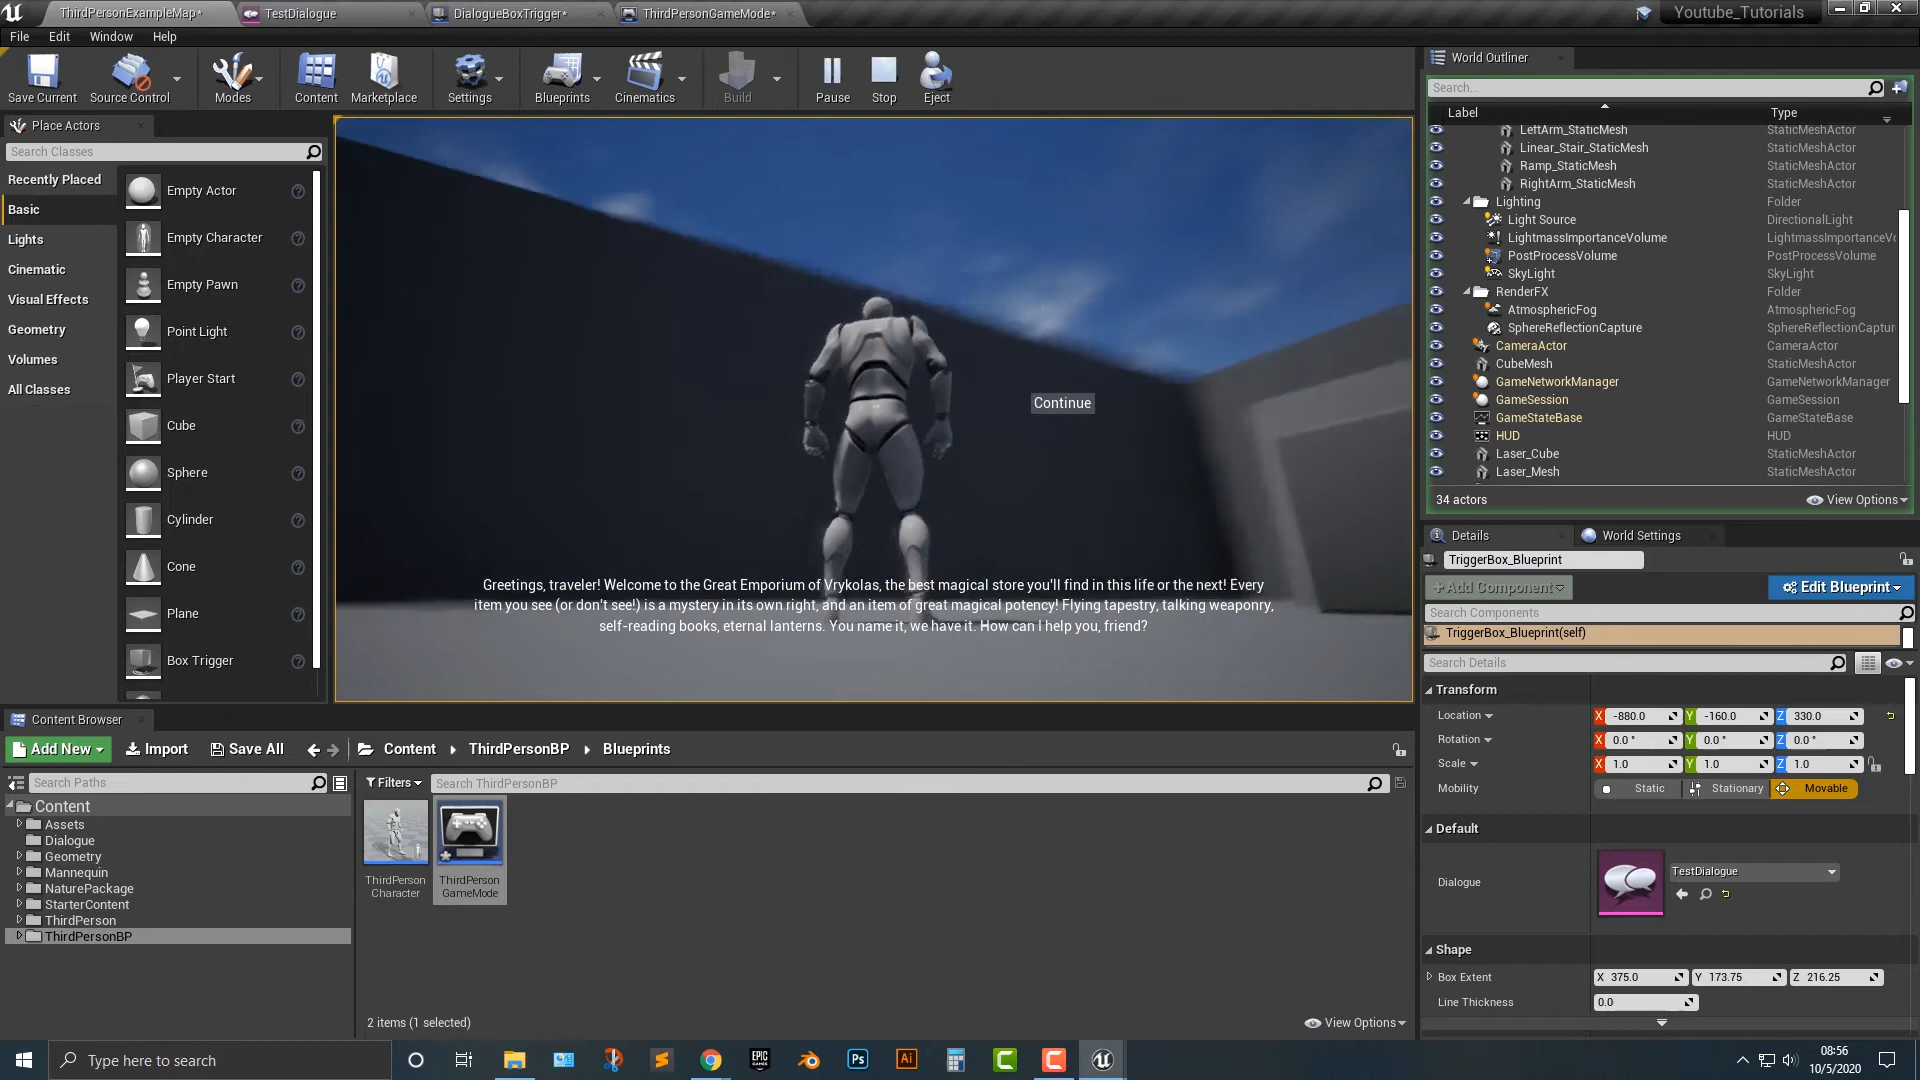 ThirdPersonExampleMap*
TestDialogue
DialogueBoxTrigger*
ThirdPersonGameMode*
Youtube_Tutorials
File Edit Window Help
Save Current
Source Control
Modes
Content
Marketplace
Settings
Blueprints
Cinematics
Build
Pause
Stop
Eject
Place Actors
Search Classes
Recently Placed
Basic
Lights
Cinematic
Visual Effects
Geometry
Volumes
All Classes
Empty Actor
Empty Character
Empty Pawn
Point Light
Player Start
Cube
Sphere
Cylinder
Cone
Plane
Box Trigger
Continue
Greetings, traveler! Welcome to the Great Emporium of Vrykolas, the best magical store you'll find in this life or the next! Every
item you see (or don't see!) is a mystery in its own right, and an item of great magical potency! Flying tapestry, talking weaponry,
self-reading books, eternal lanterns. You name it, we have it. How can I help you, friend?
World Outliner
Search...
Label Type
LeftArm_StaticMesh StaticMeshActor
Linear_Stair_StaticMesh StaticMeshActor
Ramp_StaticMesh StaticMeshActor
RightArm_StaticMesh StaticMeshActor
Lighting Folder
Light Source DirectionalLight
LightmassImportanceVolume LightmassImportanceVo
PostProcessVolume PostProcessVolume
SkyLight SkyLight
RenderFX Folder
AtmosphericFog AtmosphericFog
SphereReflectionCapture SphereReflectionCaptur
CameraActor CameraActor
CubeMesh StaticMeshActor
GameNetworkManager GameNetworkManager
GameSession GameSession
GameStateBase GameStateBase
HUD HUD
Laser_Cube StaticMeshActor
Laser_Mesh StaticMeshActor
34 actors View Options
Details World Settings
TriggerBox_Blueprint
+Add Component Edit Blueprint
Search Components
TriggerBox_Blueprint(self)
Search Details
Transform
Location X -880.0 Y -160.0 Z 330.0
Rotation X 0.0 ° Y 0.0 ° Z 0.0 °
Scale X 1.0 Y 1.0 Z 1.0
Mobility Static Stationary Movable
Default
Dialogue TestDialogue
Shape
Box Extent X 375.0 Y 173.75 Z 216.25
Line Thickness 0.0
Content Browser
Add New Import Save All Content ThirdPersonBP Blueprints
Search Paths
Filters Search ThirdPersonBP
Content
Assets
Dialogue
Geometry
Mannequin
NaturePackage
StarterContent
ThirdPerson
ThirdPersonBP
ThirdPerson
Character
ThirdPerson
GameMode
2 items (1 selected) View Options
Type here to search
EPIC
GAMES
Ps
Ai
08:56
10/5/2020